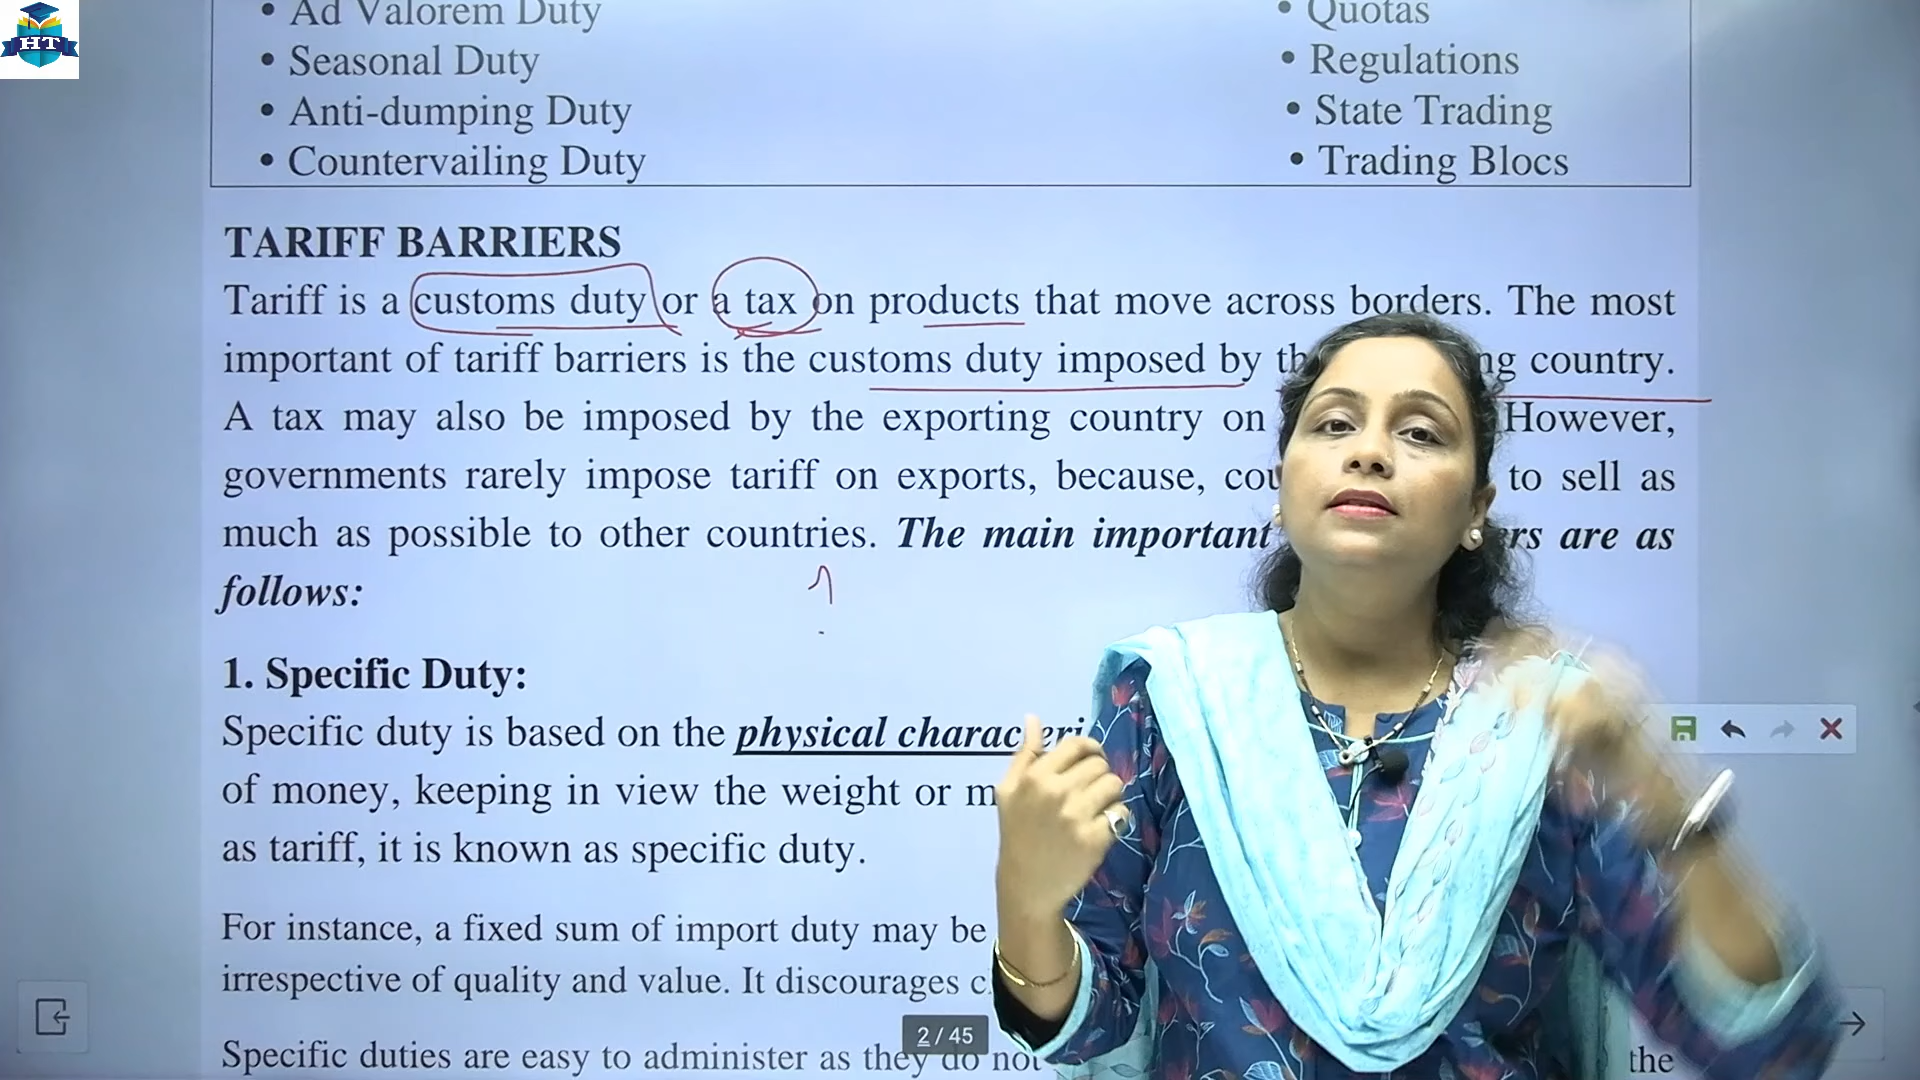 HT
• Ad Valorem Duty
• Quotas
• Seasonal Duty
• Regulations
• Anti-dumping Duty
• State Trading
• Countervailing Duty
• Trading Blocs
TARIFF BARRIERS
Tariff is a customs duty or a tax on products that move across borders. The most
important of tariff barriers is the customs duty imposed by country.
A tax may also be imposed by the exporting country on However,
governments rarely impose tariff on exports, because, to sell as
much as possible to other countries. The main important are as
follows:
1. Specific Duty:
Specific duty is based on the physical
of money, keeping in view the weight or
as tariff, it is known as specific duty.
For instance, a fixed sum of import duty may be
irrespective of quality and value. It discourages
2 / 45
Specific duties are easy to administer as they do not the